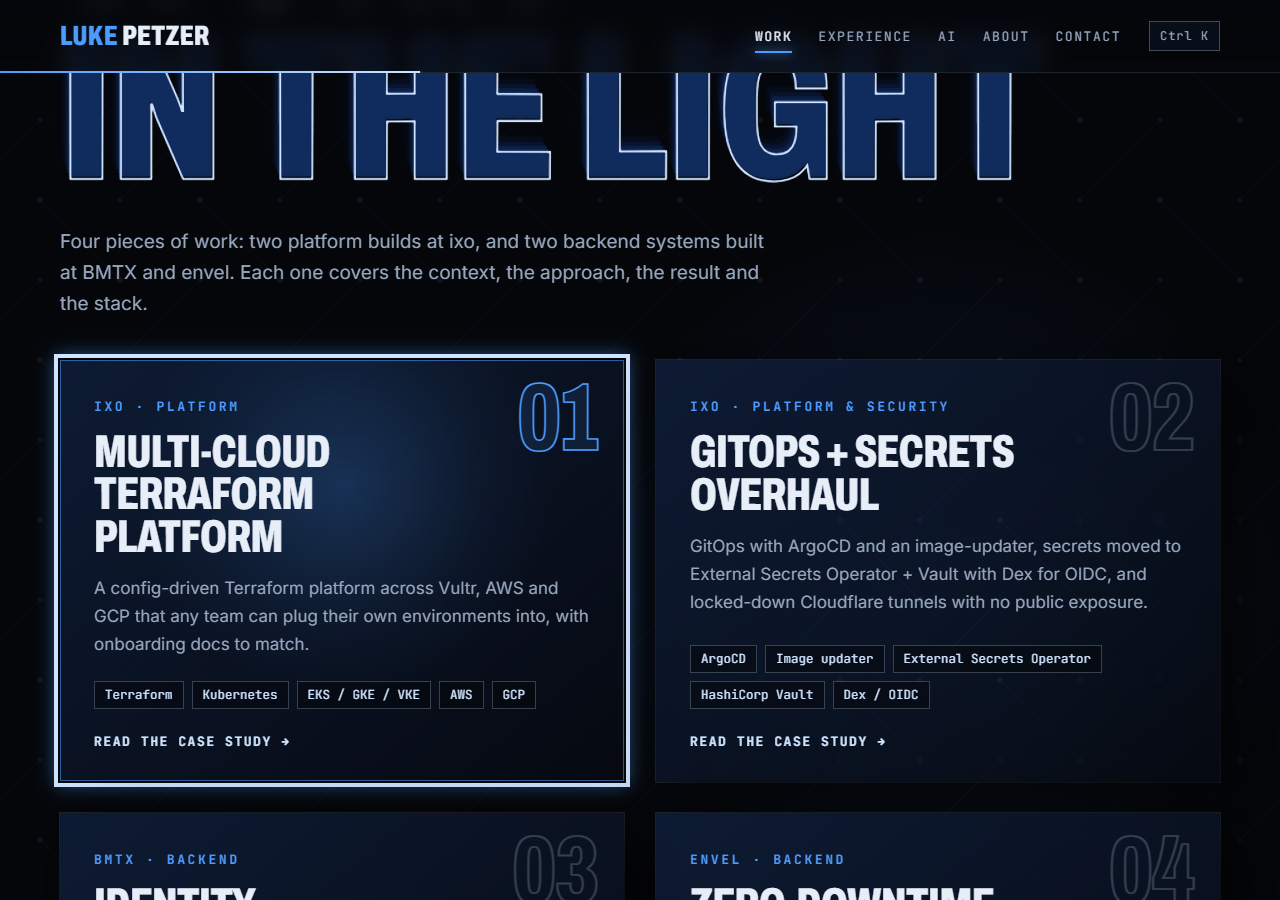 LUKE PETZER
WORK EXPERIENCE AI ABOUT CONTACT Ctrl K
IN THE LIGHT
Four pieces of work: two platform builds at ixo, and two backend systems built
at BMTX and envel. Each one covers the context, the approach, the result and
the stack.
01
IXO · PLATFORM
MULTI-CLOUD
TERRAFORM
PLATFORM
A config-driven Terraform platform across Vultr, AWS and
GCP that any team can plug their own environments into, with
onboarding docs to match.
Terraform Kubernetes EKS / GKE / VKE AWS GCP
READ THE CASE STUDY →
02
IXO · PLATFORM & SECURITY
GITOPS + SECRETS
OVERHAUL
GitOps with ArgoCD and an image-updater, secrets moved to
External Secrets Operator + Vault with Dex for OIDC, and
locked-down Cloudflare tunnels with no public exposure.
ArgoCD Image updater External Secrets Operator
HashiCorp Vault Dex / OIDC
READ THE CASE STUDY →
03
BMTX · BACKEND
IDENTITY
04
ENVEL · BACKEND
ZERO-DOWNTIME